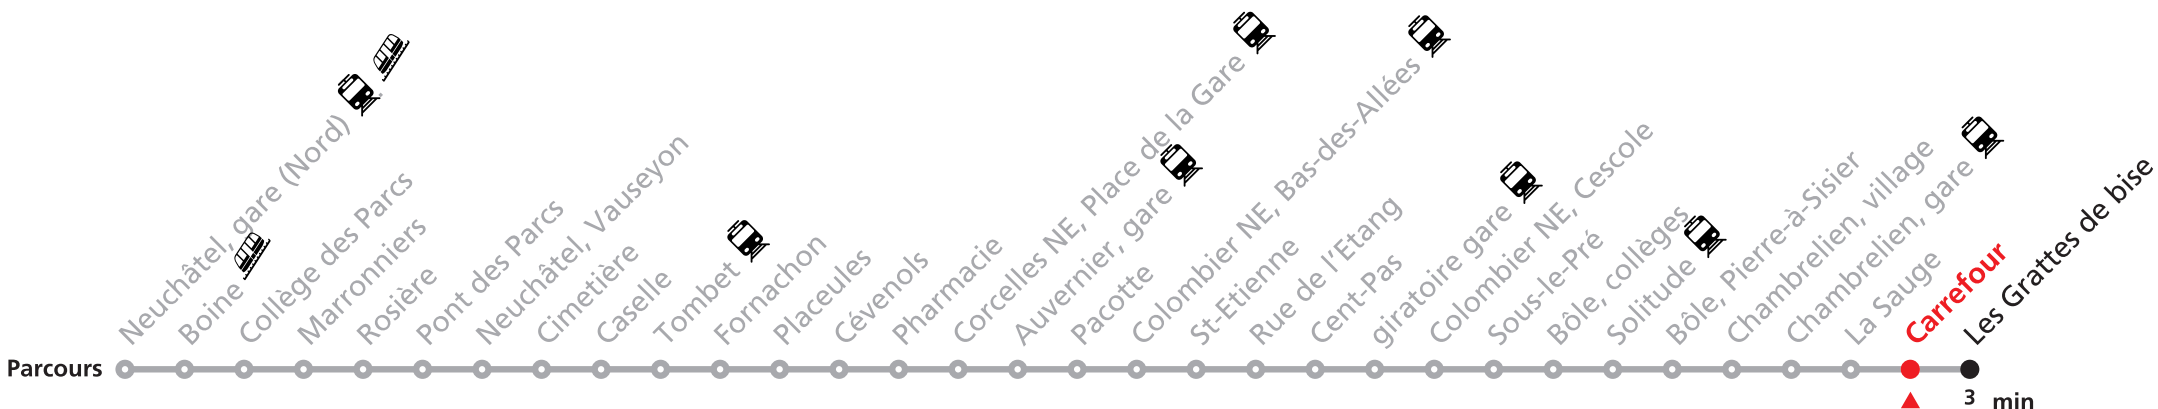 Neuchâtel, gare (Nord)
Boine
Collège des Parcs
Marronniers
Rosière
Pont des Parcs
Neuchâtel, Vauseyon
Cimetière
Caselle
Tombet
Fornachon
Placeules
Cévenols
Pharmacie
Corcelles NE, Place de la Gare
Auvernier, gare
Pacotte
Colombier NE, Bas-des-Allées
St-Etienne
Rue de l'Etang
Cent-Pas
giratoire gare
Colombier NE, Cescole
Sous-le-Pré
Bôle, collèges
Solitude
Bôle, Pierre-à-Sisier
Chambrelien, village
Chambrelien, gare
La Sauge
Carrefour
Les Grattes de bise
Parcours
3 min